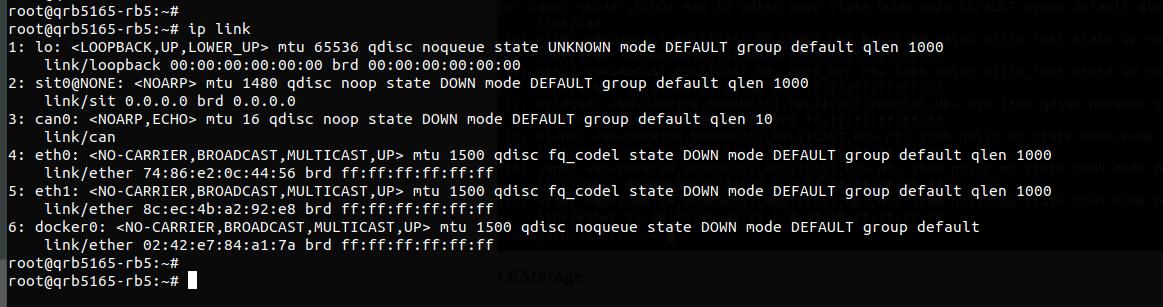 root@qrb5165-rb5:~#
root@qrb5165-rb5:~# ip link
1: lo: <LOOPBACK,UP,LOWER_UP> mtu 65536 qdisc noqueue state UNKNOWN mode DEFAULT group default qlen 1000
    link/loopback 00:00:00:00:00:00 brd 00:00:00:00:00:00
2: sit0@NONE: <NOARP> mtu 1480 qdisc noop state DOWN mode DEFAULT group default qlen 1000
    link/sit 0.0.0.0 brd 0.0.0.0
3: can0: <NOARP,ECHO> mtu 16 qdisc noop state DOWN mode DEFAULT group default qlen 10
    link/can
4: eth0: <NO-CARRIER,BROADCAST,MULTICAST,UP> mtu 1500 qdisc fq_codel state DOWN mode DEFAULT group default qlen 1000
    link/ether 74:86:e2:0c:44:56 brd ff:ff:ff:ff:ff:ff
5: eth1: <NO-CARRIER,BROADCAST,MULTICAST,UP> mtu 1500 qdisc fq_codel state DOWN mode DEFAULT group default qlen 1000
    link/ether 8c:ec:4b:a2:92:e8 brd ff:ff:ff:ff:ff:ff
6: docker0: <NO-CARRIER,BROADCAST,MULTICAST,UP> mtu 1500 qdisc noqueue state DOWN mode DEFAULT group default
    link/ether 02:42:e7:84:a1:7a brd ff:ff:ff:ff:ff:ff
root@qrb5165-rb5:~#
root@qrb5165-rb5:~#
1.6 Storage